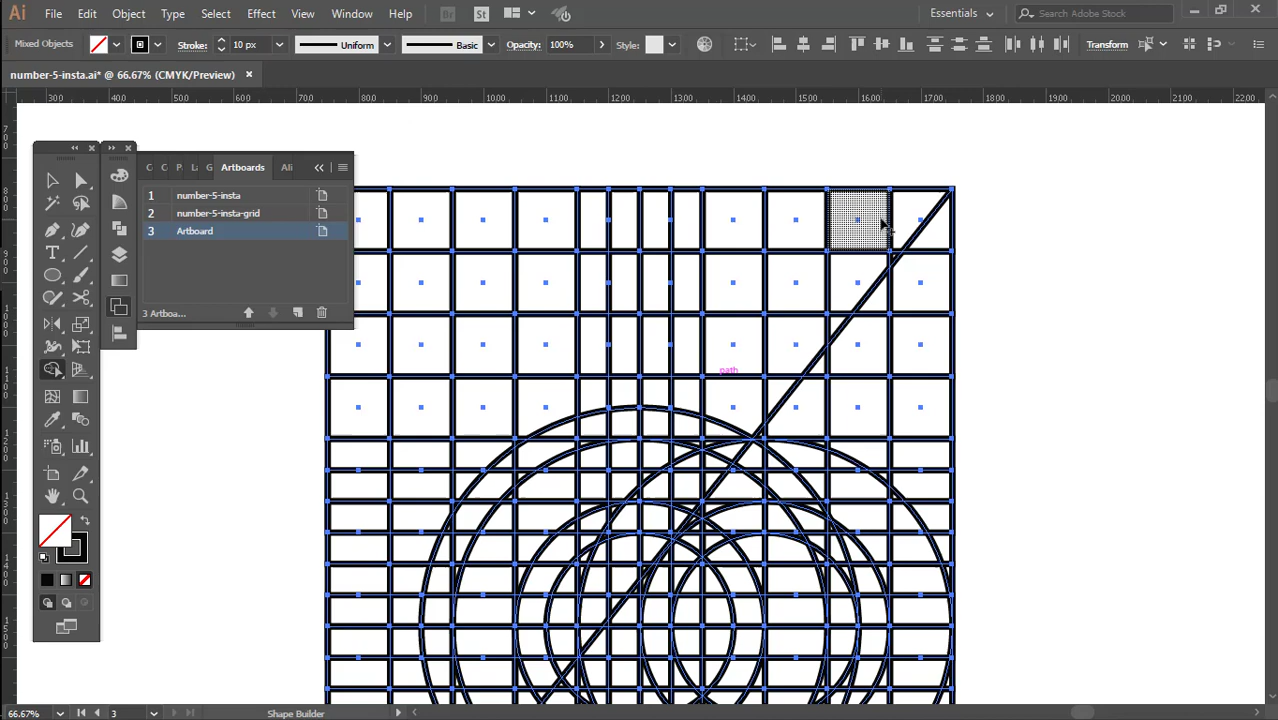 Ai File Edit Object Type Select Effect View Window Help Br St Essentials Search Adobe Stock
Mixed Objects Stroke: 10 px Uniform Basic Opacity: 100% Style: Transform
number-5-insta.ai* @ 66.67% (CMYK/Preview)
300 400 500 600 700 800 900 1000 1100 1200 1300 1400 1500 1600 1700 1800 1900 2000 2100 2200
Artboards Ali
1 number-5-insta
2 number-5-insta-grid
3 Artboard
3 Artboa...
path
66.67% 3 Shape Builder